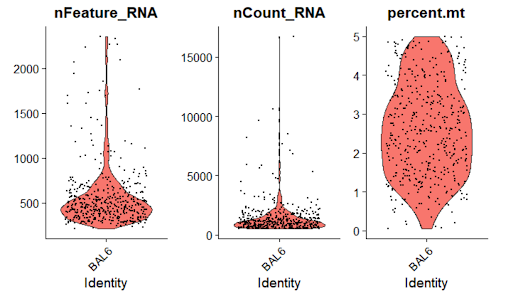 nFeature_RNA
2000
1500
1000
500
BAL6
Identity
nCount_RNA
15000
10000
5000
0
BAL6
Identity
percent.mt
5
4
3
2
1
0
BAL6
Identity